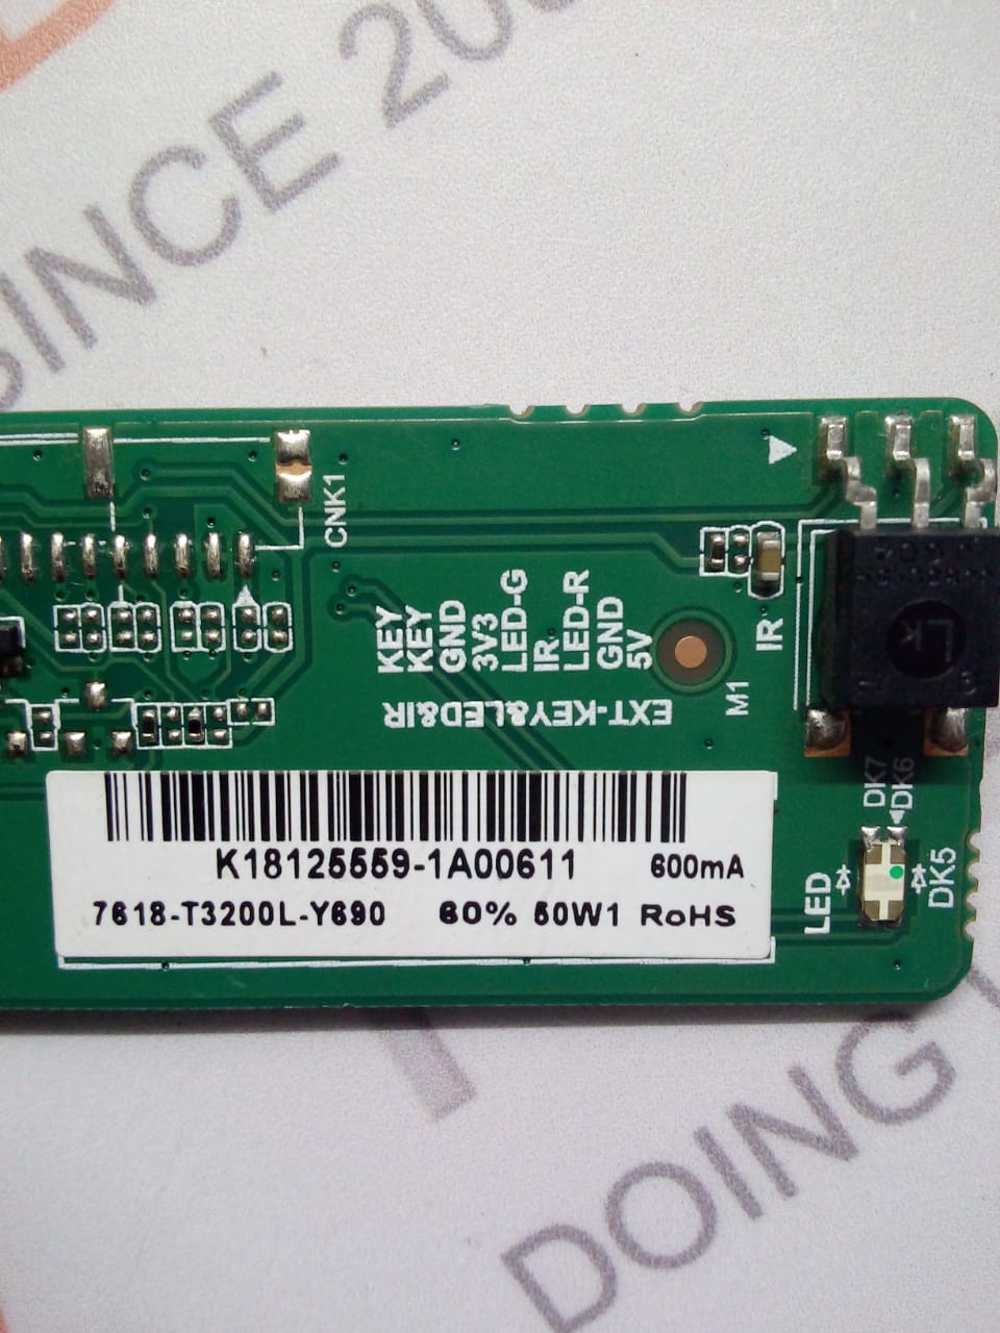 SINCE 20
CNK1
KEY
KEY
GND
3V3
LED-G
IR
LED-R
GND
5V
EXT-KEY&LED&IR
M1
IR
DK7
DK6
LED
DK5
K18125559-1A00611 600mA
7618-T3200L-Y690 60% 50W1 RoHS
DOING